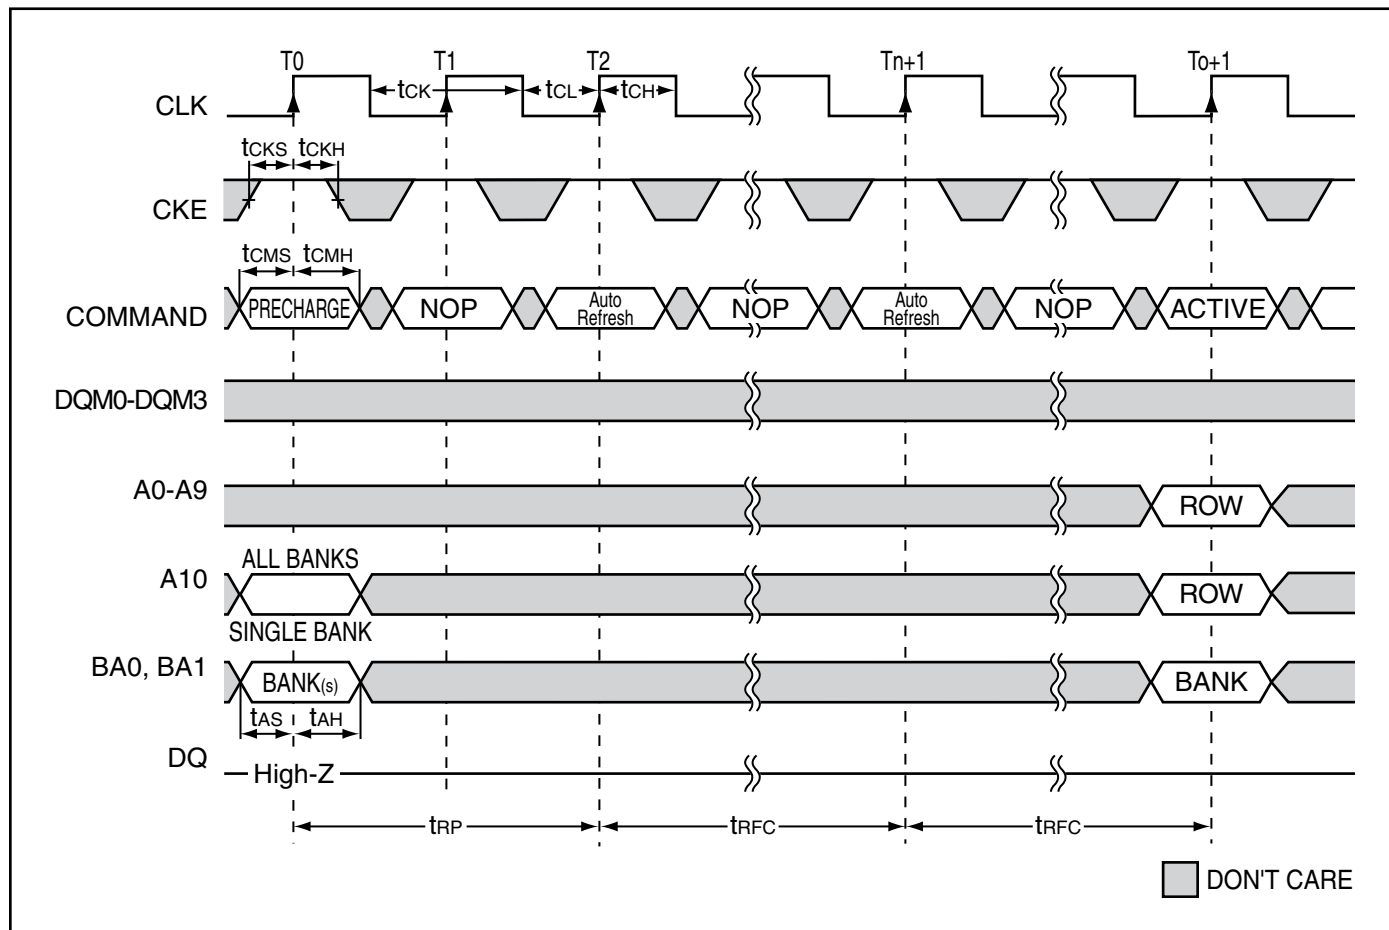 T0 T1 T2 Tn+1 To+1
CLK tCK tCL tCH
tCKS tCKH
CKE
tCMS tCMH
COMMAND PRECHARGE NOP Auto Refresh NOP Auto Refresh NOP ACTIVE
DQM0-DQM3
A0-A9 ROW
ALL BANKS
A10 ROW
SINGLE BANK
BA0, BA1 BANK(s) BANK
tAS tAH
DQ High-Z
tRP tRFC tRFC
DON'T CARE